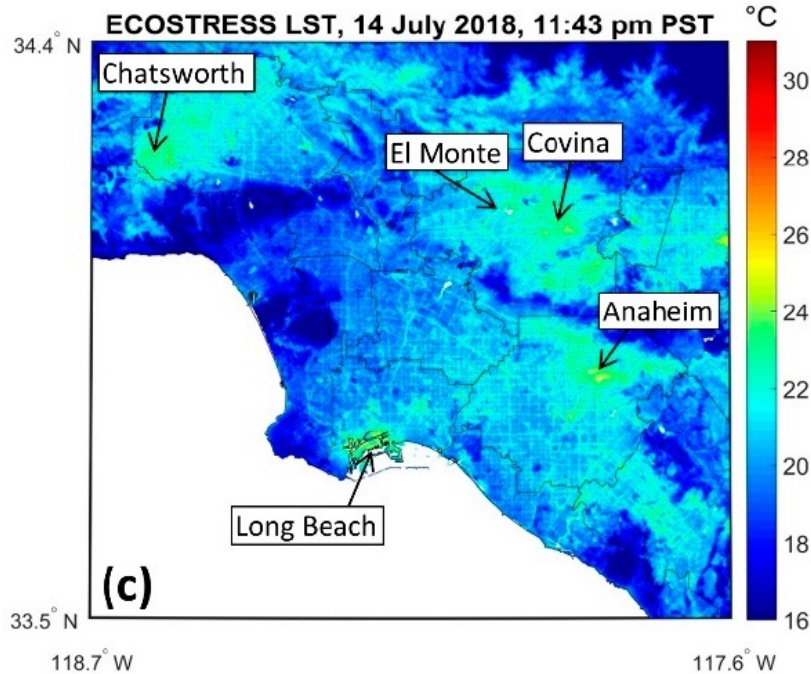 ECOSTRESS LST, 14 July 2018, 11:43 pm PST
°C
34.4° N
Chatsworth
El Monte
Covina
Anaheim
Long Beach
(c)
33.5° N
118.7° W
117.6° W
30
28
26
24
22
20
18
16